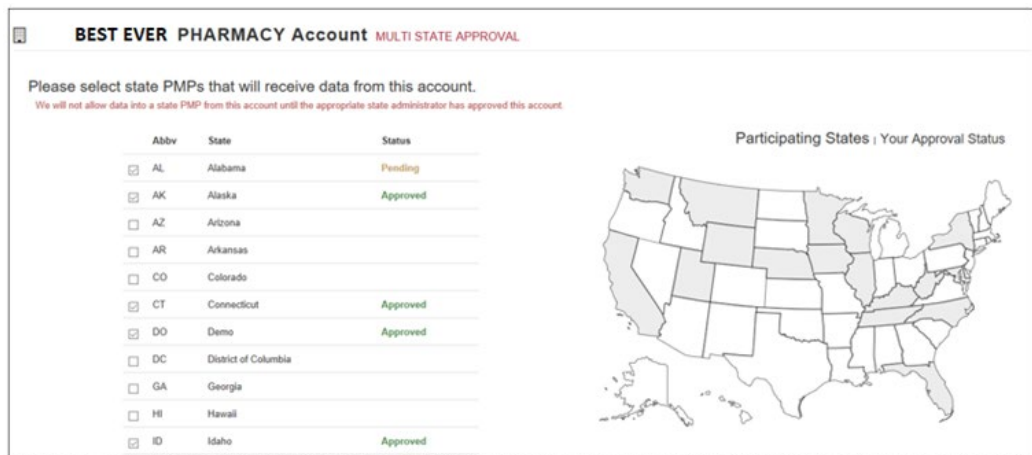 BEST EVER PHARMACY Account MULTI STATE APPROVAL
Please select state PMPs that will receive data from this account.
We will not allow data into a state PMP from this account until the appropriate state administrator has approved this account.
Participating States | Your Approval Status
Abbv State Status
AL Alabama Pending
AK Alaska Approved
AZ Arizona
AR Arkansas
CO Colorado
CT Connecticut Approved
DO Demo Approved
DC District of Columbia
GA Georgia
HI Hawaii
ID Idaho Approved